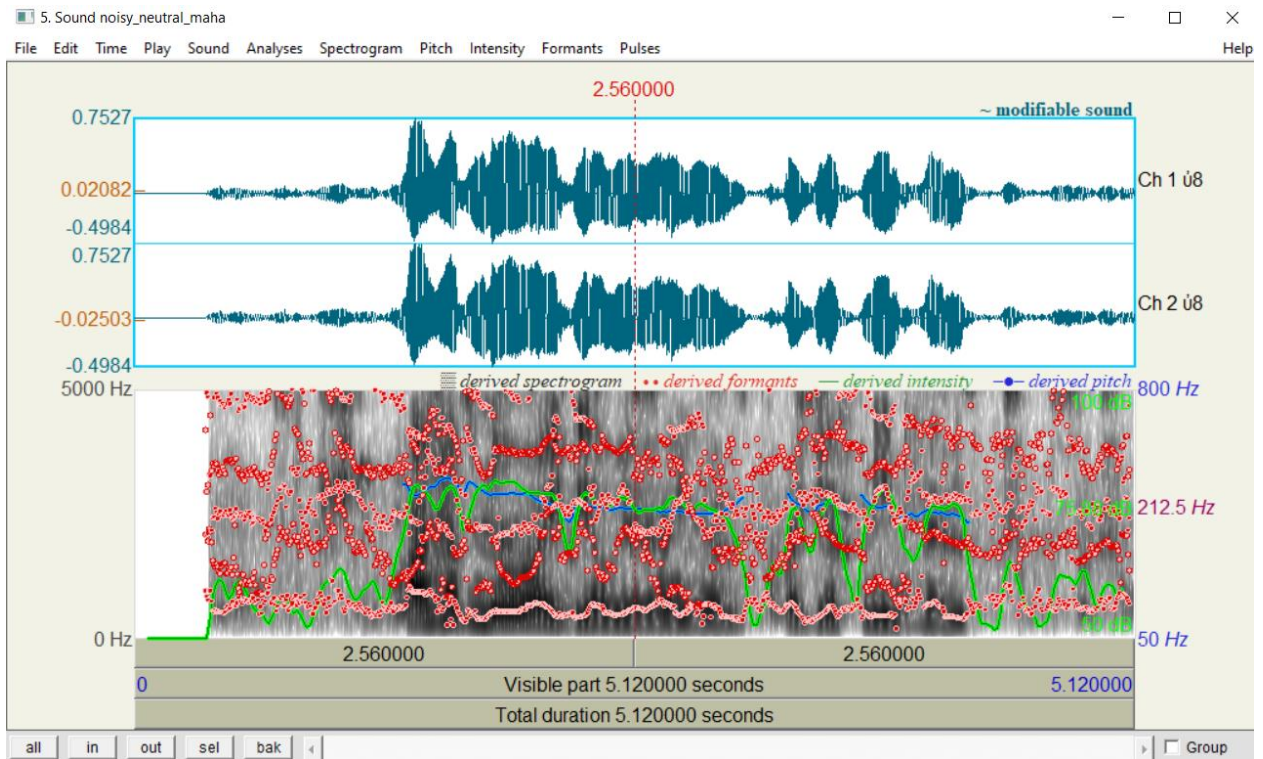 5. Sound noisy_neutral_maha
File Edit Time Play Sound Analyses Spectrogram Pitch Intensity Formants Pulses Help
2.560000
~ modifiable sound
0.7527
0.02082
-0.4984
Ch 1
0.7527
-0.02503
-0.4984
Ch 2
derived spectrogram derived formants derived intensity derived pitch
5000 Hz
800 Hz
100 dB
212.5 Hz
50 dB
0 Hz
50 Hz
2.560000 2.560000
0 Visible part 5.120000 seconds 5.120000
Total duration 5.120000 seconds
all in out sel bak Group